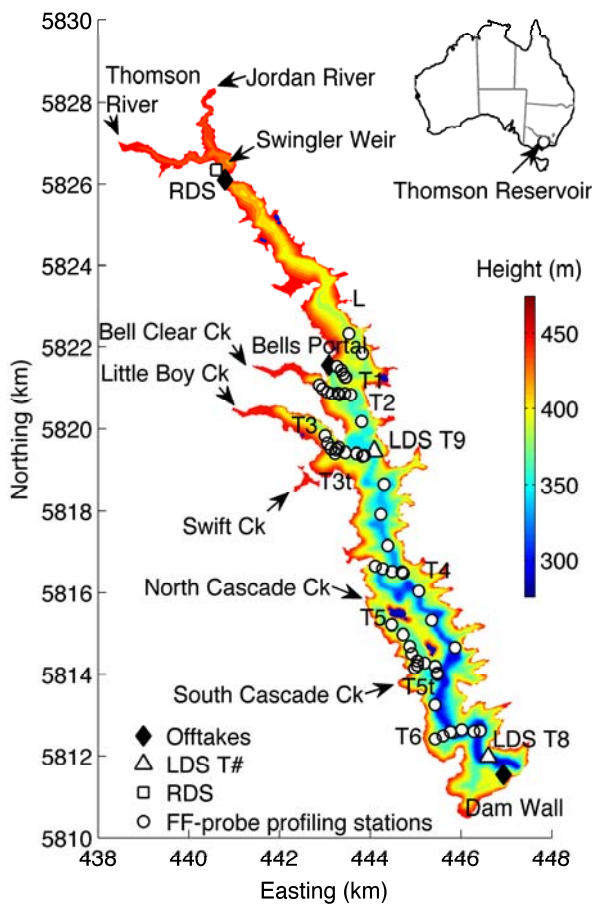 5830
5828
5826
5824
5822
5820
5818
5816
5814
5812
5810
Northing (km)
438
440
442
444
446
448
Easting (km)
Thomson
River
Jordan River
Swingler Weir
RDS
Thomson Reservoir
Height (m)
450
400
350
300
L
Bell Clear Ck
Bells Portal
Little Boy Ck
T1
T2
T3
LDS T9
T3t
Swift Ck
T4
North Cascade Ck
T5
T5t
South Cascade Ck
T6
LDS T8
Dam Wall
Offtakes
LDS T#
RDS
FF-probe profiling stations